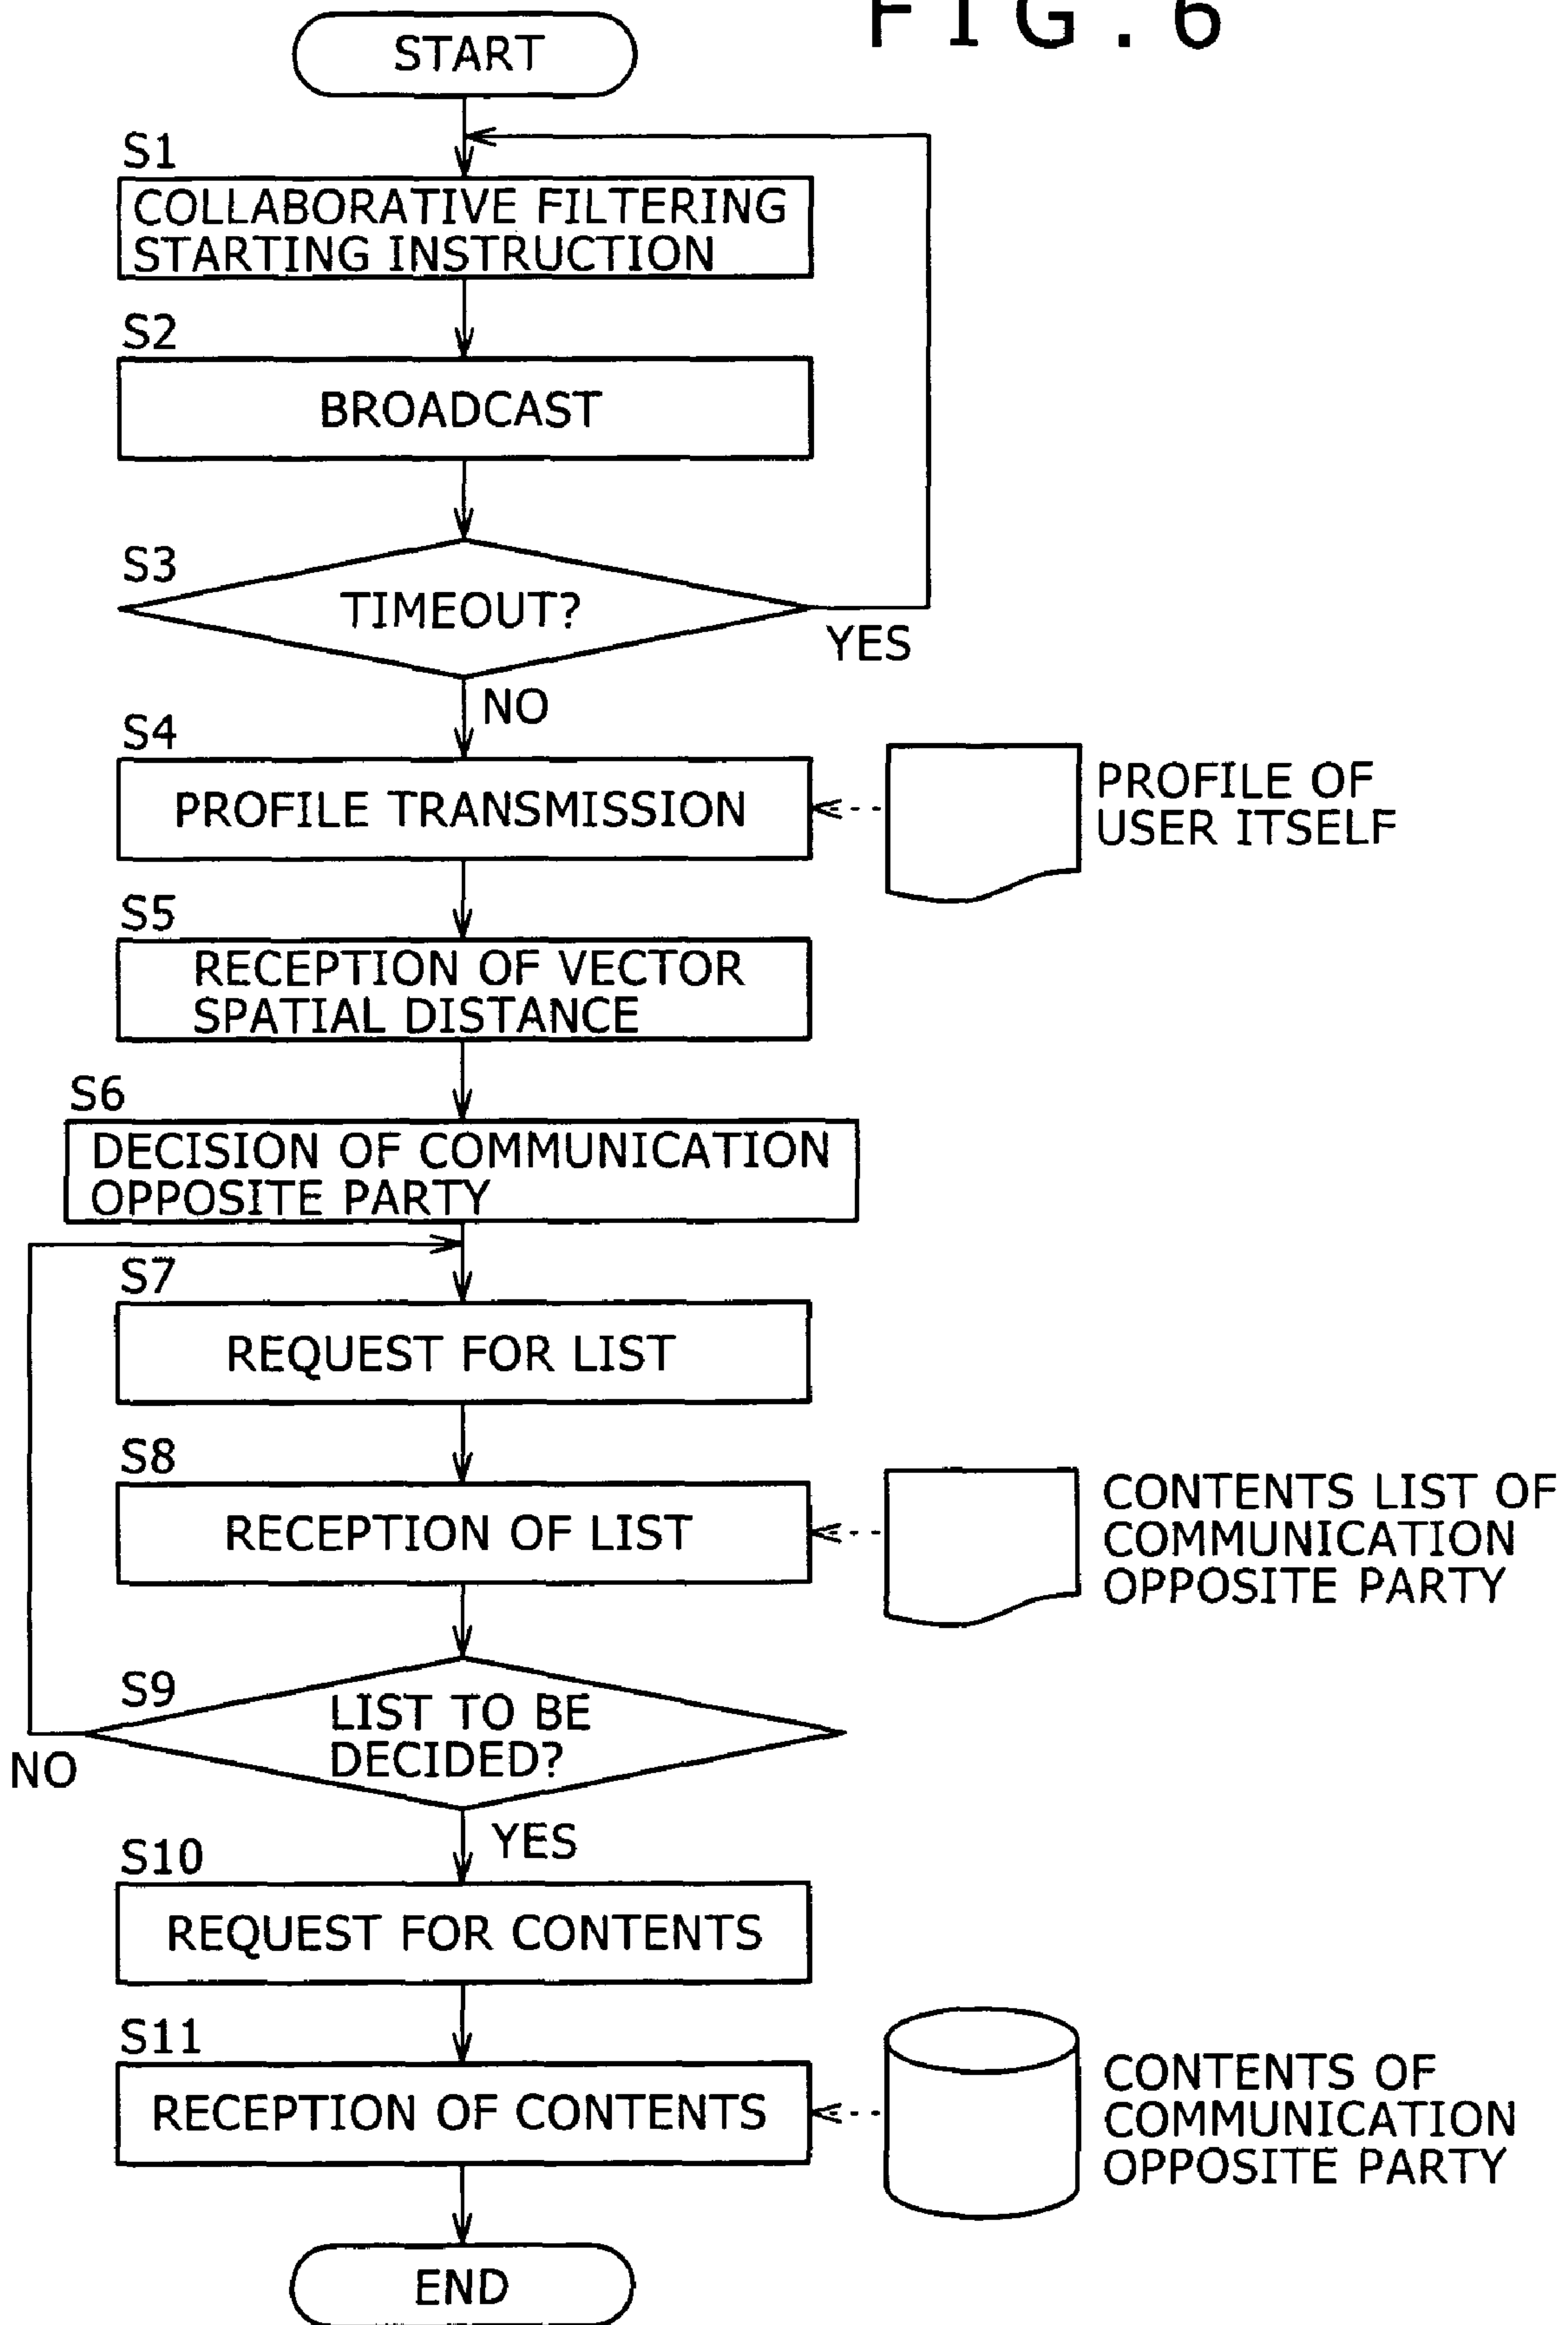 FIG.6
START
S1
COLLABORATIVE FILTERING
STARTING INSTRUCTION
S2
BROADCAST
S3
TIMEOUT?
YES
NO
S4
PROFILE TRANSMISSION
PROFILE OF
USER ITSELF
S5
RECEPTION OF VECTOR
SPATIAL DISTANCE
S6
DECISION OF COMMUNICATION
OPPOSITE PARTY
S7
REQUEST FOR LIST
S8
RECEPTION OF LIST
CONTENTS LIST OF
COMMUNICATION
OPPOSITE PARTY
S9
LIST TO BE
DECIDED?
NO
YES
S10
REQUEST FOR CONTENTS
S11
RECEPTION OF CONTENTS
CONTENTS OF
COMMUNICATION
OPPOSITE PARTY
END